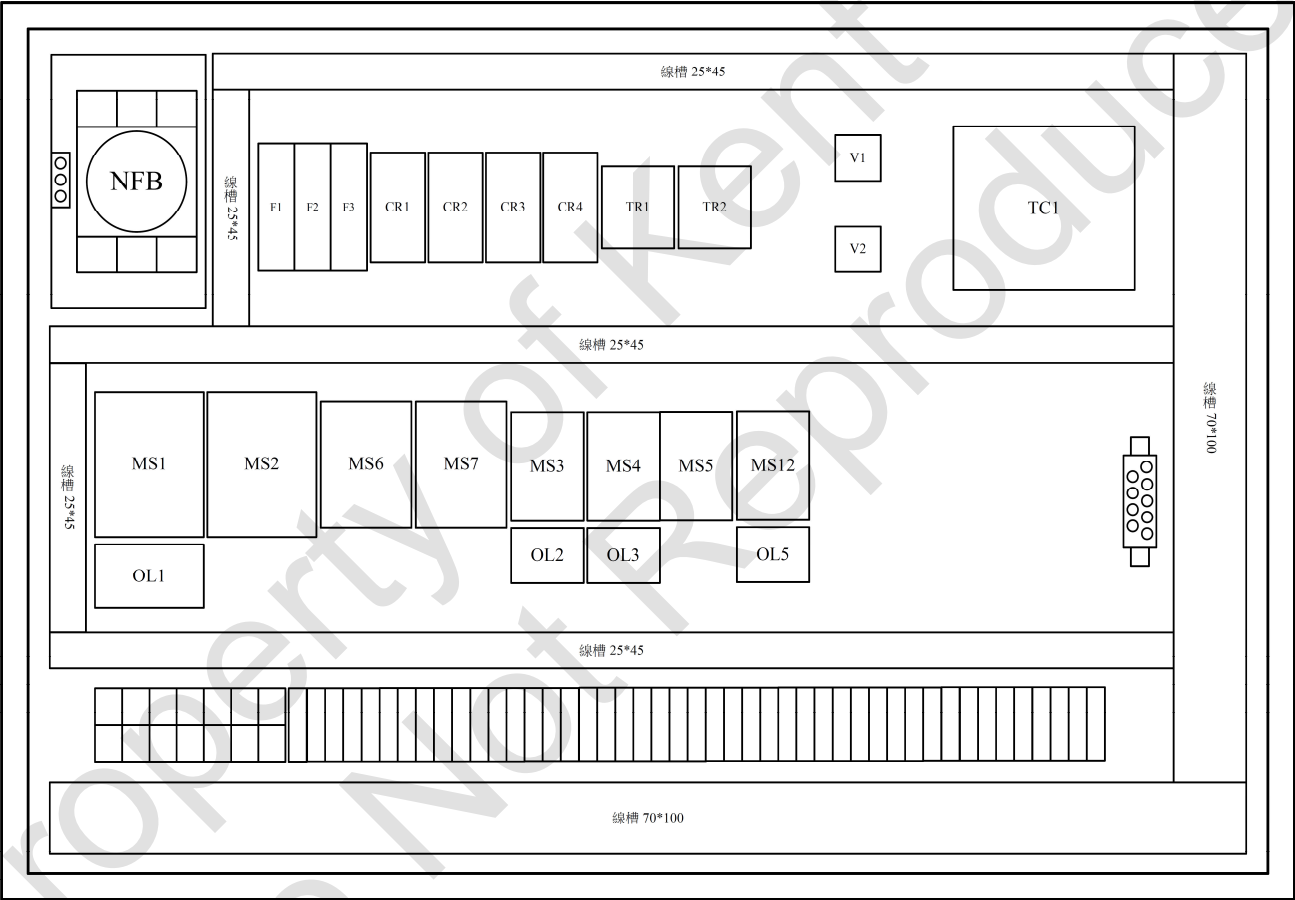 線槽 25*45
NFB
線槽 25*45
F1
F2
F3
CR1
CR2
CR3
CR4
TR1
TR2
V1
V2
TC1
線槽 25*45
線槽 70*100
線槽 25*45
MS1
MS2
MS6
MS7
MS3
MS4
MS5
MS12
OL1
OL2
OL3
OL5
線槽 25*45
線槽 70*100
roperty of Kent
Not Reproduce